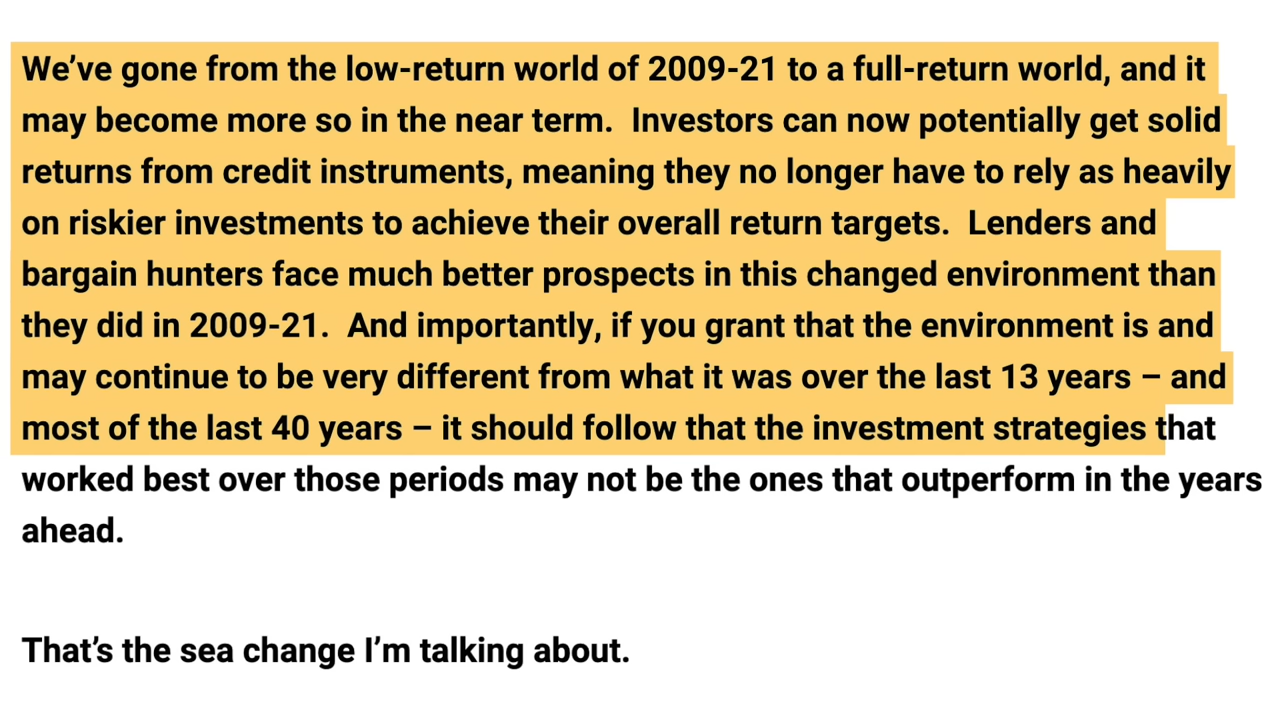 We’ve gone from the low-return world of 2009-21 to a full-return world, and it
may become more so in the near term.  Investors can now potentially get solid
returns from credit instruments, meaning they no longer have to rely as heavily
on riskier investments to achieve their overall return targets.  Lenders and
bargain hunters face much better prospects in this changed environment than
they did in 2009-21.  And importantly, if you grant that the environment is and
may continue to be very different from what it was over the last 13 years – and
most of the last 40 years – it should follow that the investment strategies that
worked best over those periods may not be the ones that outperform in the years
ahead.
That’s the sea change I’m talking about.